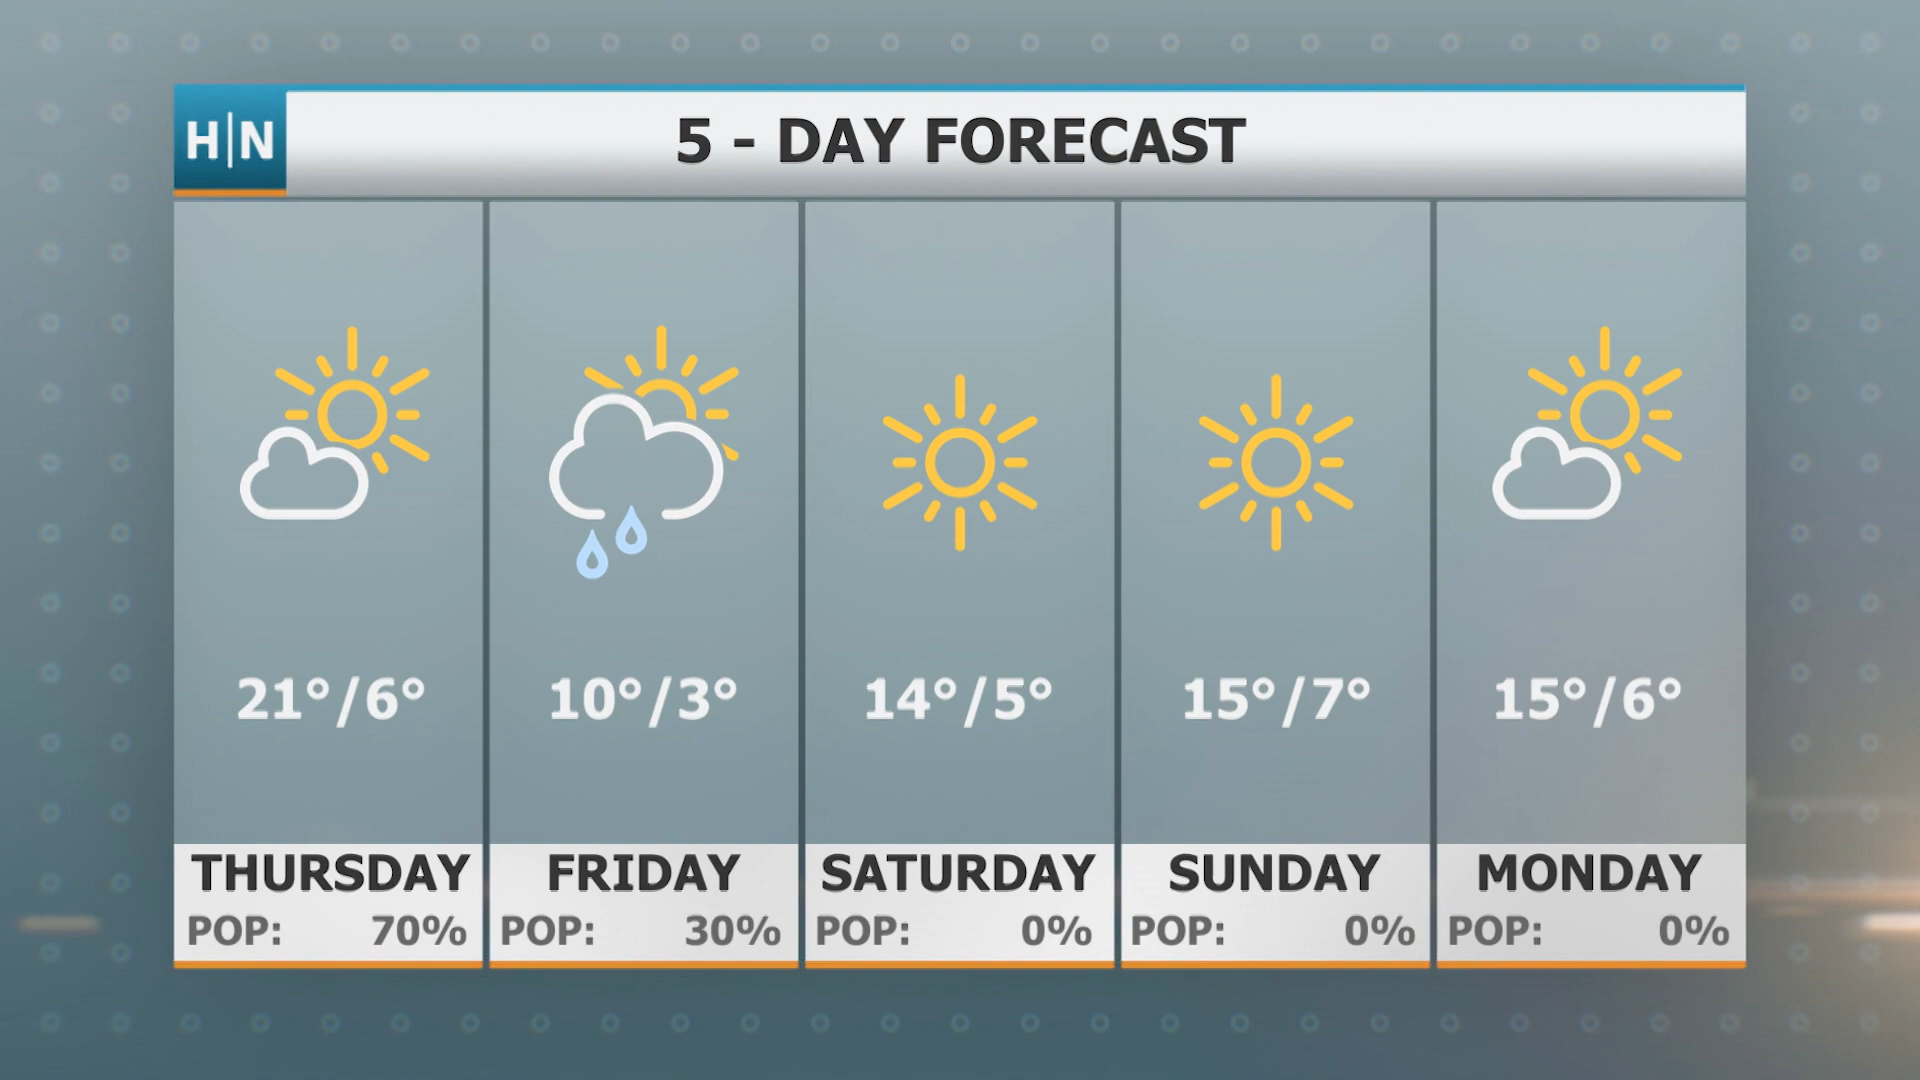 H|N
5 - DAY FORECAST
21°/6°
10°/3°
14°/5°
15°/7°
15°/6°
THURSDAY
POP: 70%
FRIDAY
POP: 30%
SATURDAY
POP: 0%
SUNDAY
POP: 0%
MONDAY
POP: 0%